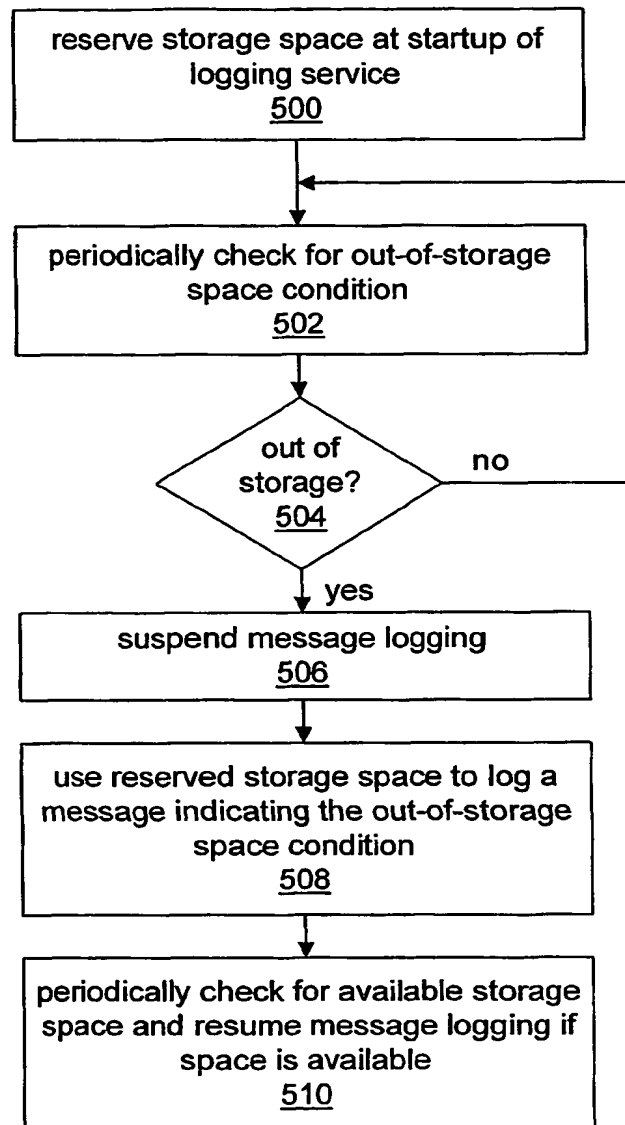 reserve storage space at startup of
logging service
500
periodically check for out-of-storage
space condition
502
out of
storage?
504
no
yes
suspend message logging
506
use reserved storage space to log a
message indicating the out-of-storage
space condition
508
periodically check for available storage
space and resume message logging if
space is available
510